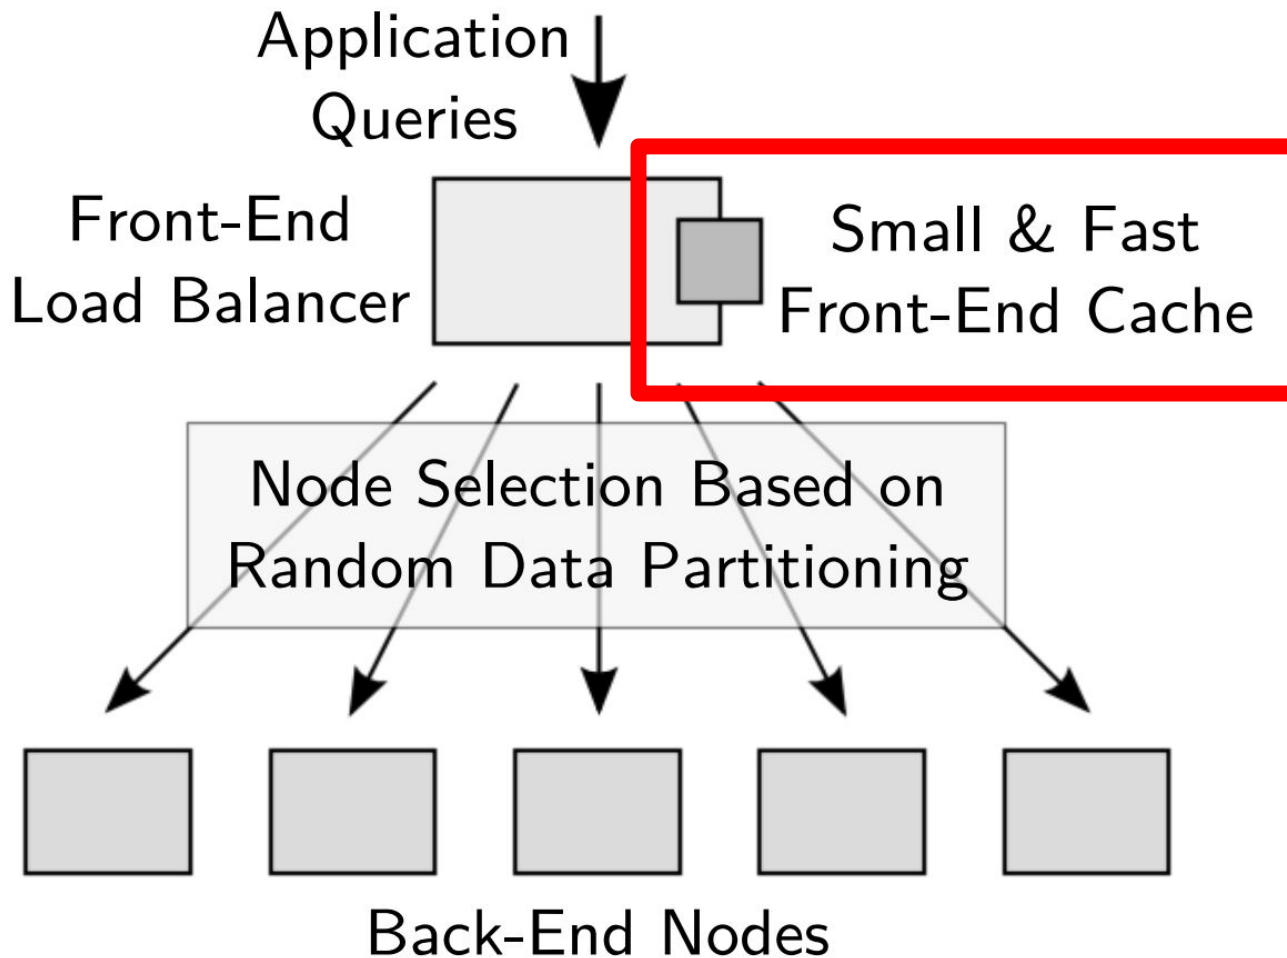 Application
Queries
Front-End
Load Balancer
Small & Fast
Front-End Cache
Node Selection Based on
Random Data Partitioning
Back-End Nodes